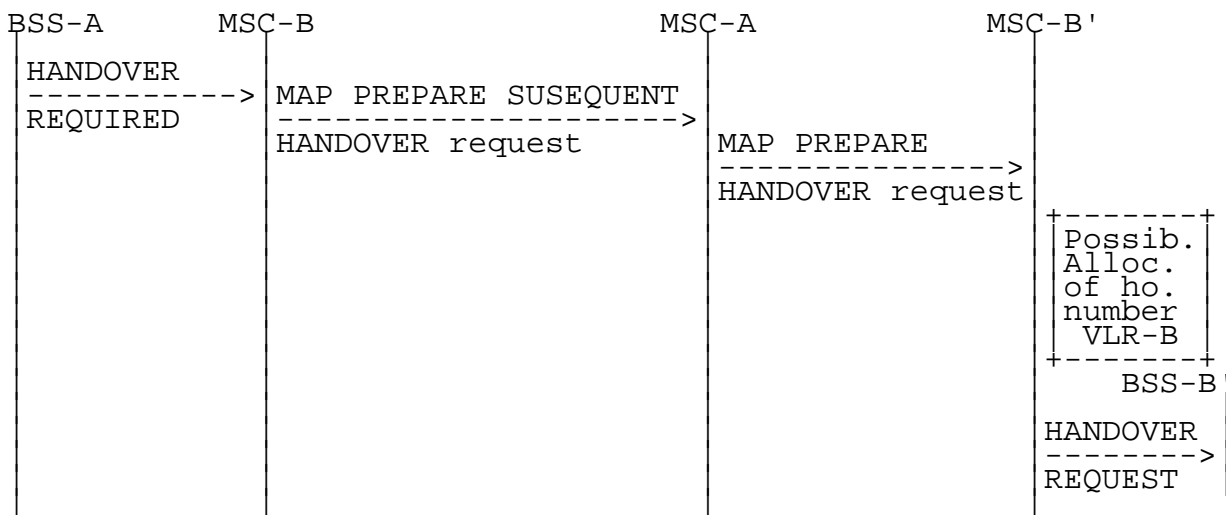 BSS-A MSC-B MSC-A MSC-B'
HANDOVER
REQUIRED
MAP PREPARE SUSEQUENT
HANDOVER request
MAP PREPARE
HANDOVER request
Possib.
Alloc.
of ho.
number
VLR-B
BSS-B'
HANDOVER
REQUEST